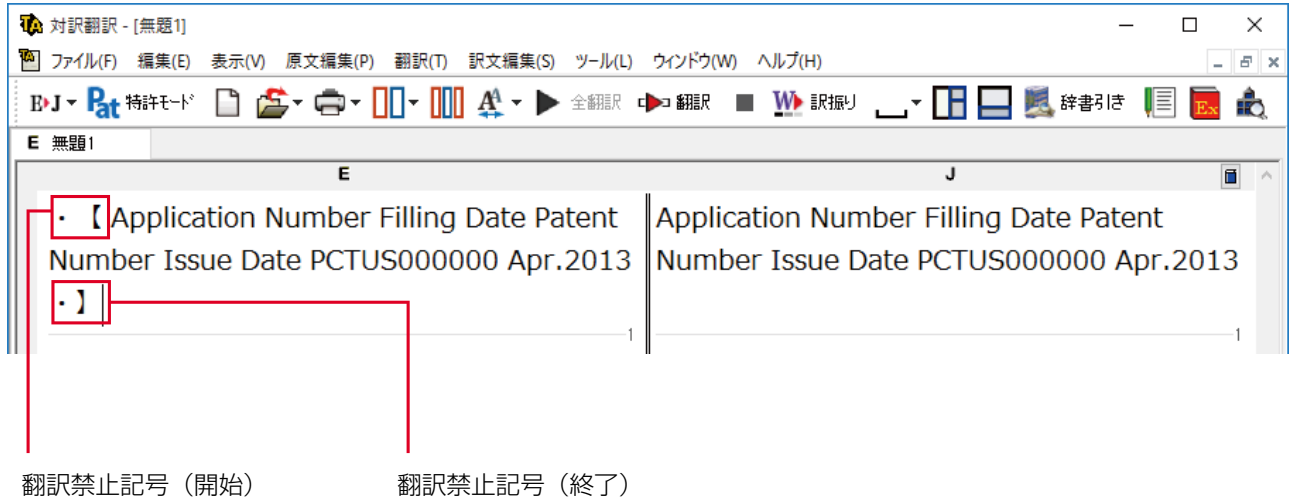 対訳翻訳 - [無題1]
ファイル(F) 編集(E) 表示(V) 原文編集(P) 翻訳(T) 訳文編集(S) ツール(L) ウィンドウ(W) ヘルプ(H)
E▸J Pat 特許モード A A 全翻訳 翻訳 W 訳振り 辞書引き Ex
E 無題1
E J
・【 Application Number Filling Date Patent
Number Issue Date PCTUS000000 Apr.2013
・】
1
Application Number Filling Date Patent
Number Issue Date PCTUS000000 Apr.2013
1
翻訳禁止記号（開始） 翻訳禁止記号（終了）